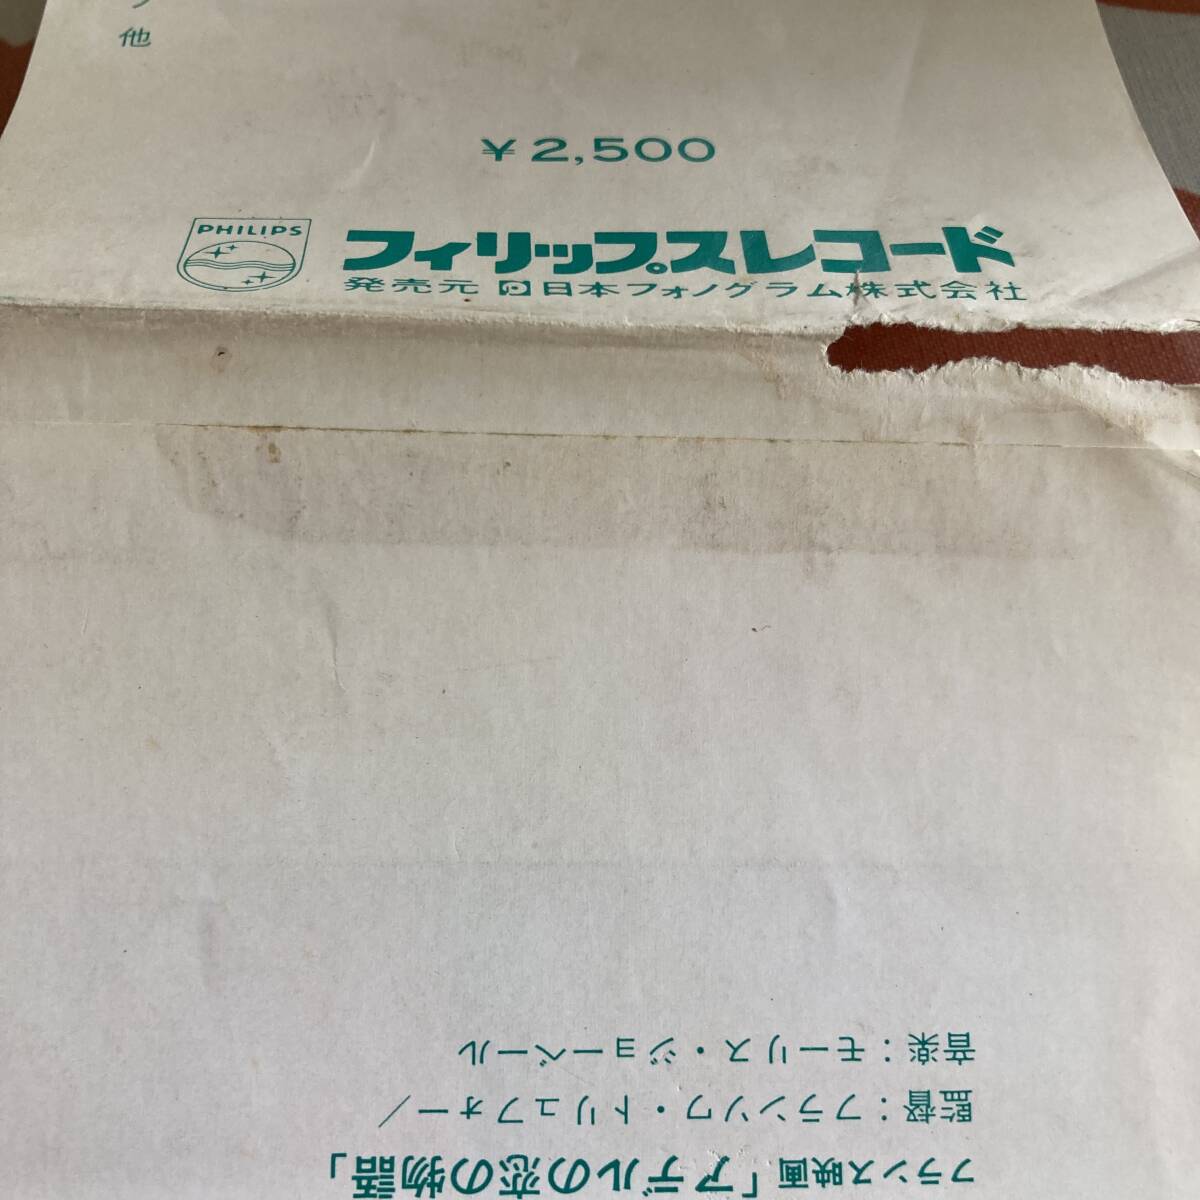 他
¥2,500
PHILIPS
フィリップスレコード
発売元 日本フォノグラム株式会社
フランス映画「アデルの恋の物語」
監督：フランソワ・トリュフォー／
音楽：モーリス・ジョーベール